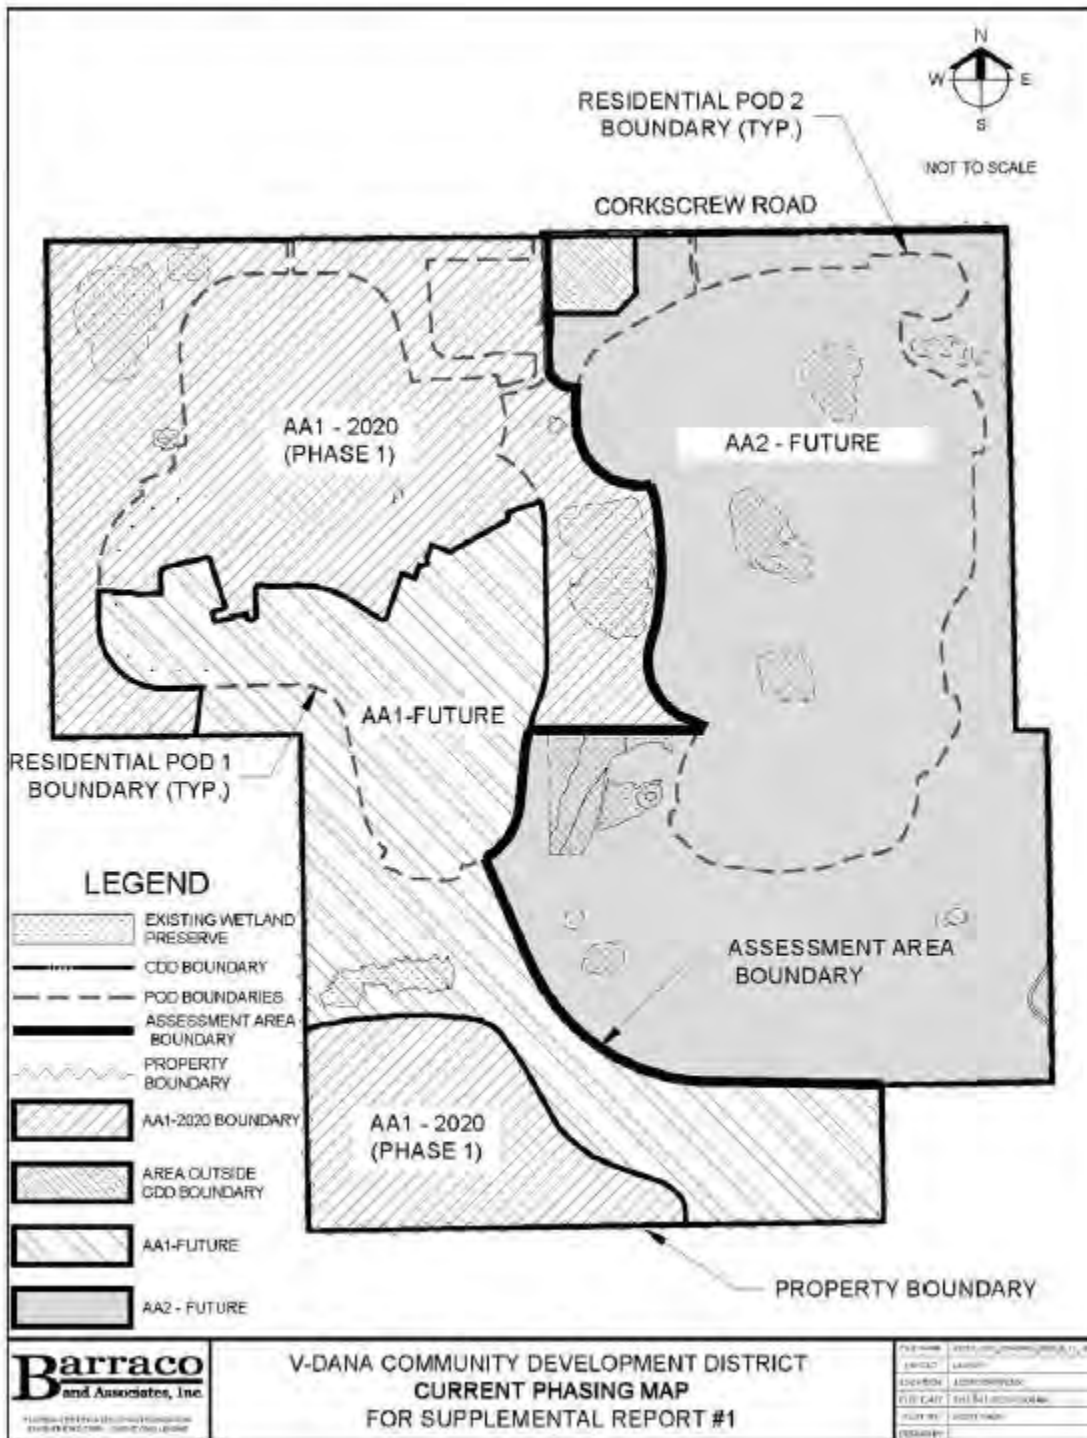 N
W E
S
NOT TO SCALE
RESIDENTIAL POD 2
BOUNDARY (TYP.)
CORKSCREW ROAD
AA1 - 2020
(PHASE 1)
AA2 - FUTURE
AA1-FUTURE
RESIDENTIAL POD 1
BOUNDARY (TYP.)
LEGEND
EXISTING WETLAND
PRESERVE
CDD BOUNDARY
POD BOUNDARIES
ASSESSMENT AREA
BOUNDARY
PROPERTY
BOUNDARY
AA1-2020 BOUNDARY
AREA OUTSIDE
CDD BOUNDARY
AA1-FUTURE
AA2 - FUTURE
ASSESSMENT AREA
BOUNDARY
AA1 - 2020
(PHASE 1)
PROPERTY BOUNDARY
Barraco
and Associates, Inc.
V-DANA COMMUNITY DEVELOPMENT DISTRICT
CURRENT PHASING MAP
FOR SUPPLEMENTAL REPORT #1